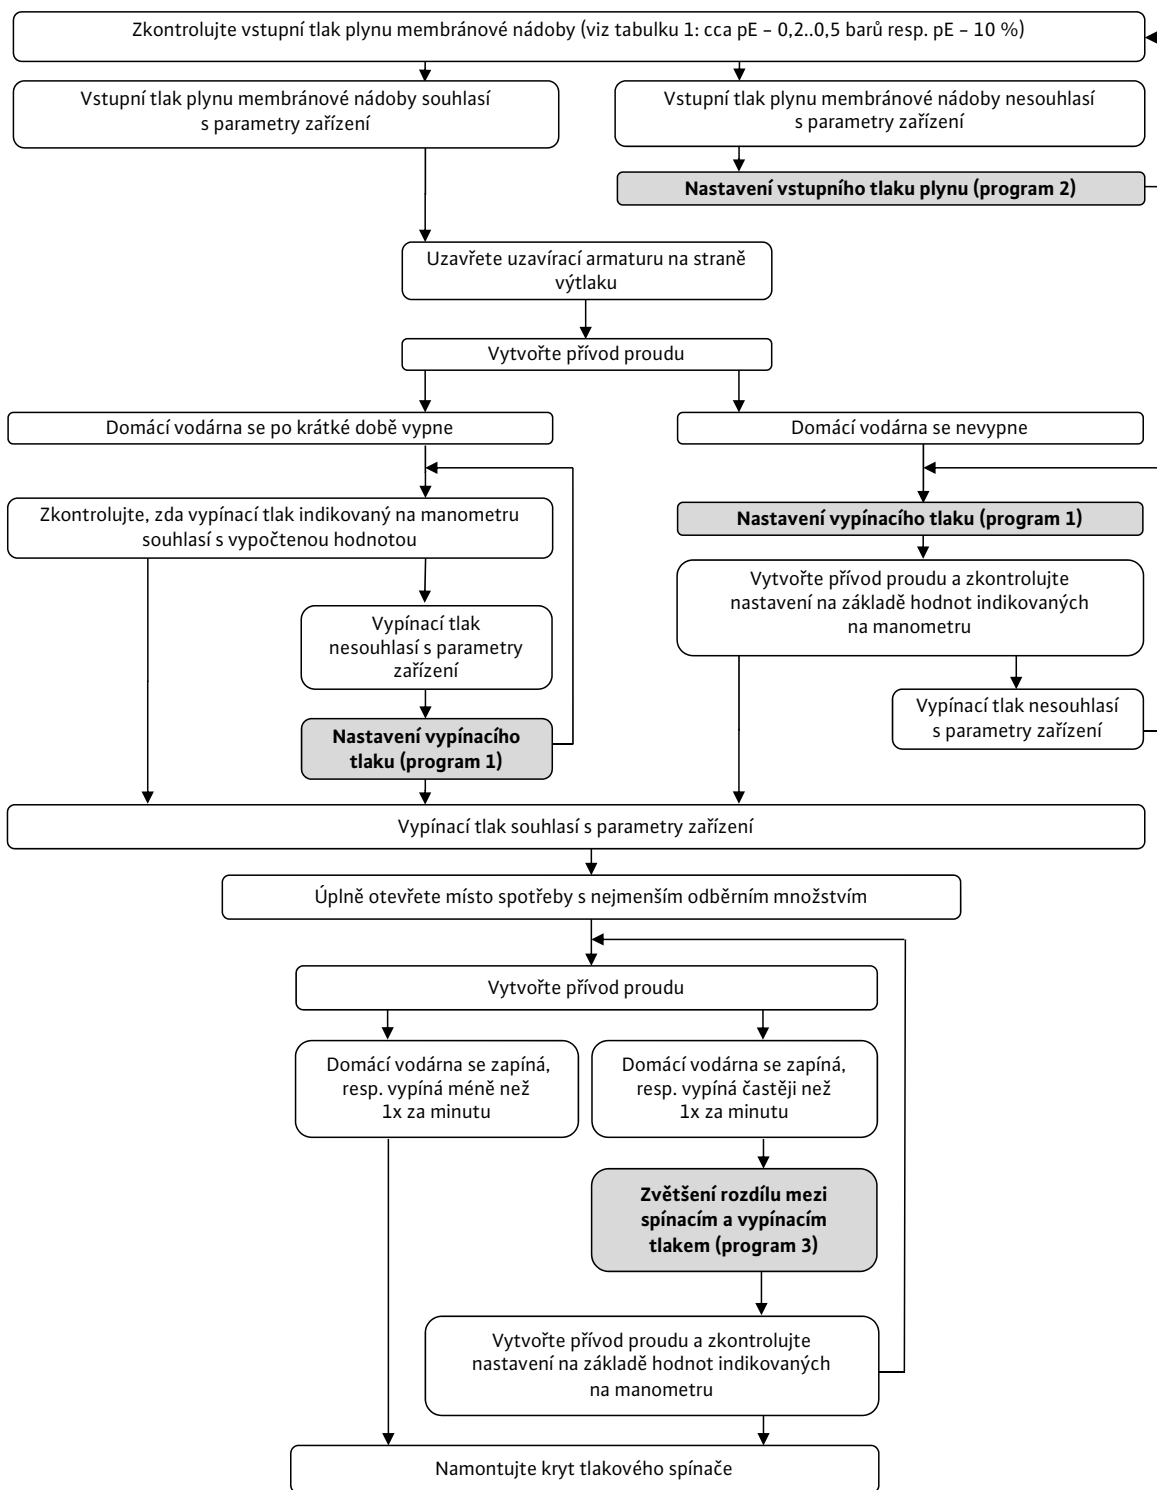 Zkontrolujte vstupní tlak plynu membránové nádoby (viz tabulku 1: cca pE – 0,2..0,5 barů resp. pE – 10 %)
Vstupní tlak plynu membránové nádoby souhlasí
s parametry zařízení
Vstupní tlak plynu membránové nádoby nesouhlasí
s parametry zařízení
Nastavení vstupního tlaku plynu (program 2)
Uzavřete uzavírací armaturu na straně
výtlaku
Vytvořte přívod proudu
Domácí vodárna se po krátké době vypne
Domácí vodárna se nevypne
Zkontrolujte, zda vypínací tlak indikovaný na manometru
souhlasí s vypočtenou hodnotou
Nastavení vypínacího tlaku (program 1)
Vytvořte přívod proudu a zkontrolujte
nastavení na základě hodnot indikovaných
na manometru
Vypínací tlak
nesouhlasí s parametry
zařízení
Vypínací tlak nesouhlasí
s parametry zařízení
Nastavení vypínacího
tlaku (program 1)
Vypínací tlak souhlasí s parametry zařízení
Úplně otevřete místo spotřeby s nejmenším odběrním množstvím
Vytvořte přívod proudu
Domácí vodárna se zapíná,
resp. vypíná méně než
1x za minutu
Domácí vodárna se zapíná,
resp. vypíná častěji než
1x za minutu
Zvětšení rozdílu mezi
spínacím a vypínacím
tlakem (program 3)
Vytvořte přívod proudu a zkontrolujte
nastavení na základě hodnot indikovaných
na manometru
Namontujte kryt tlakového spínače